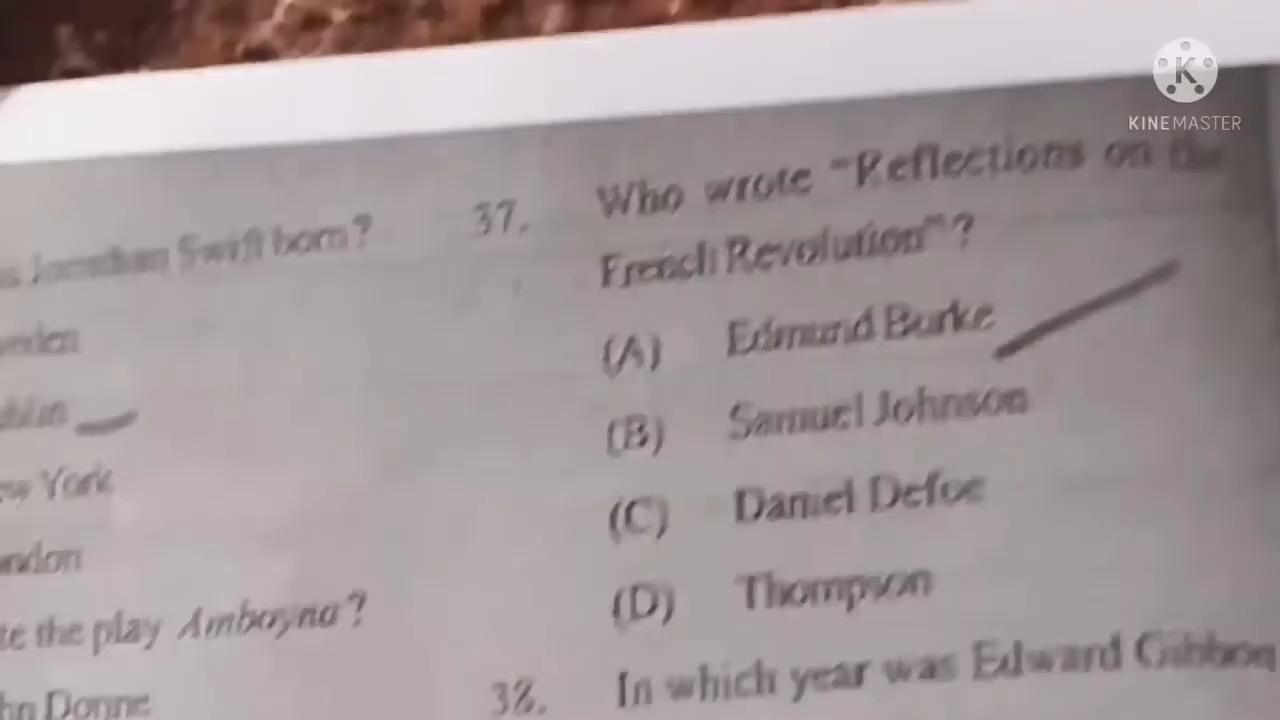 KINEMASTER
Jonathan Swift born?
York
the play Amboyna?
Donne
37. Who wrote "Reflections on the
French Revolution"?
(A) Edmund Burke
(B) Samuel Johnson
(C) Daniel Defoe
(D) Thompson
38. In which year was Edward Gibbon